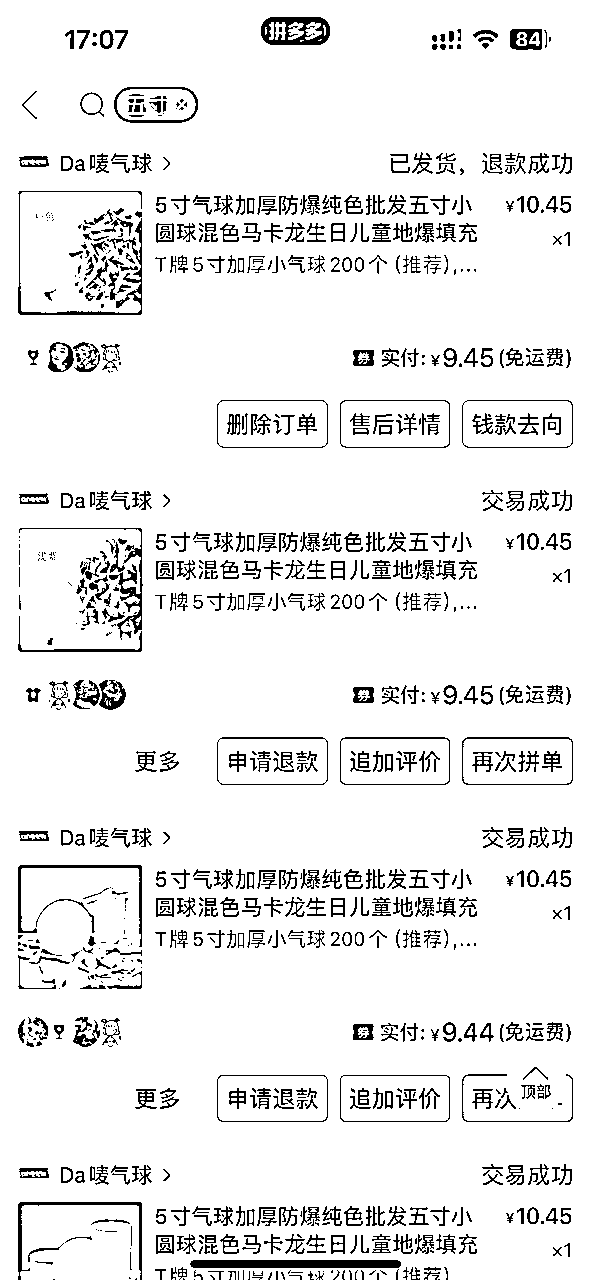 17:07
拼多多
84
Da唛气球
已发货，退款成功
5寸气球加厚防爆纯色批发五寸小
¥10.45
圆球混色马卡龙生日儿童地爆填充
×1
T牌5寸加厚小气球200个 (推荐),...
券 实付: ¥9.45 (免运费)
删除订单
售后详情
钱款去向
Da唛气球
交易成功
5寸气球加厚防爆纯色批发五寸小
¥10.45
圆球混色马卡龙生日儿童地爆填充
×1
T牌5寸加厚小气球200个 (推荐),...
券 实付: ¥9.45 (免运费)
更多
申请退款
追加评价
再次拼单
Da唛气球
交易成功
5寸气球加厚防爆纯色批发五寸小
¥10.45
圆球混色马卡龙生日儿童地爆填充
×1
T牌5寸加厚小气球200个 (推荐),...
券 实付: ¥9.44 (免运费)
更多
申请退款
追加评价
再次
顶部
Da唛气球
交易成功
5寸气球加厚防爆纯色批发五寸小
¥10.45
圆球混色马卡龙生日儿童地爆填充
×1
T牌5寸加厚小气球200个 (推荐),...